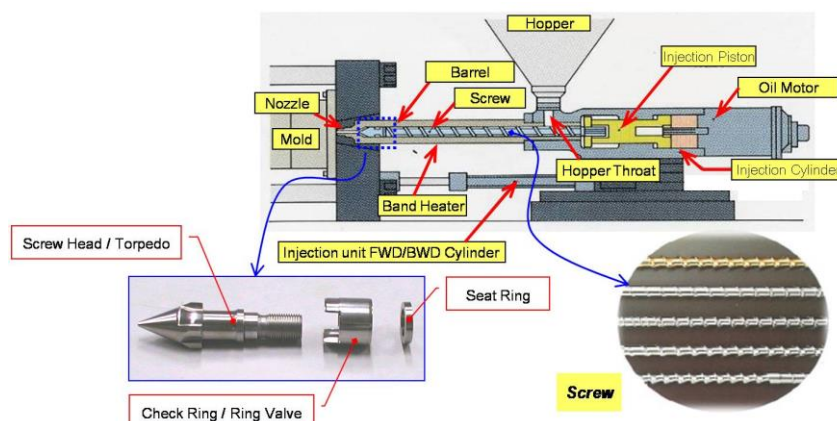 Hopper
Injection Piston
Barrel
Oil Motor
Nozzle
Screw
Mold
Hopper Throat
Injection Cylinder
Band Heater
Screw Head / Torpedo
Injection unit FWD/BWD Cylinder
Seat Ring
Screw
Check Ring / Ring Valve